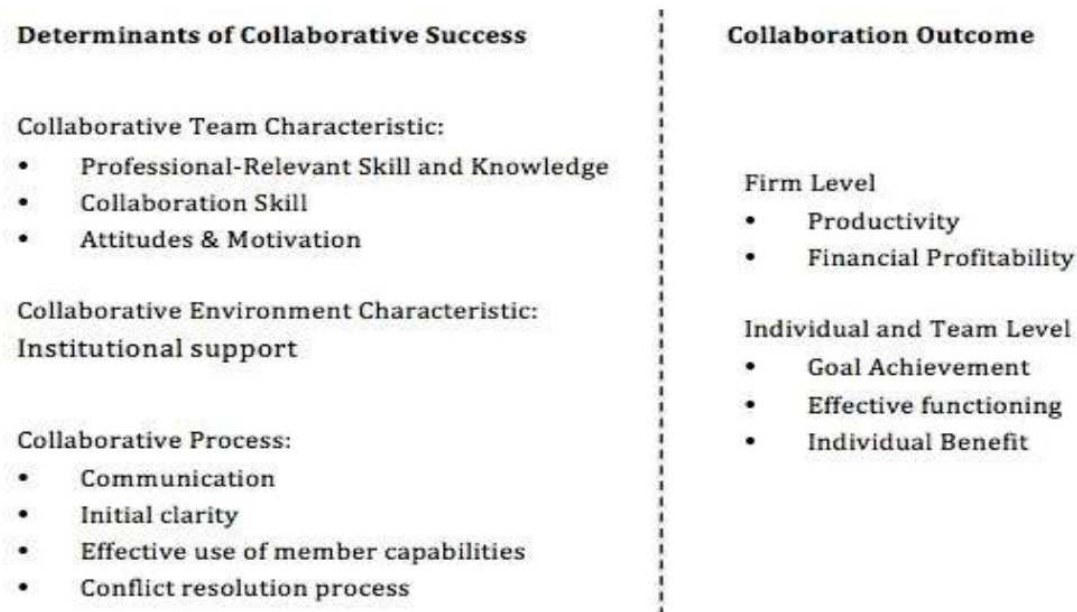 Determinants of Collaborative Success
Collaborative Team Characteristic:
• Professional-Relevant Skill and Knowledge
• Collaboration Skill
• Attitudes & Motivation
Collaborative Environment Characteristic:
Institutional support
Collaborative Process:
• Communication
• Initial clarity
• Effective use of member capabilities
• Conflict resolution process
Collaboration Outcome
Firm Level
• Productivity
• Financial Profitability
Individual and Team Level
• Goal Achievement
• Effective functioning
• Individual Benefit